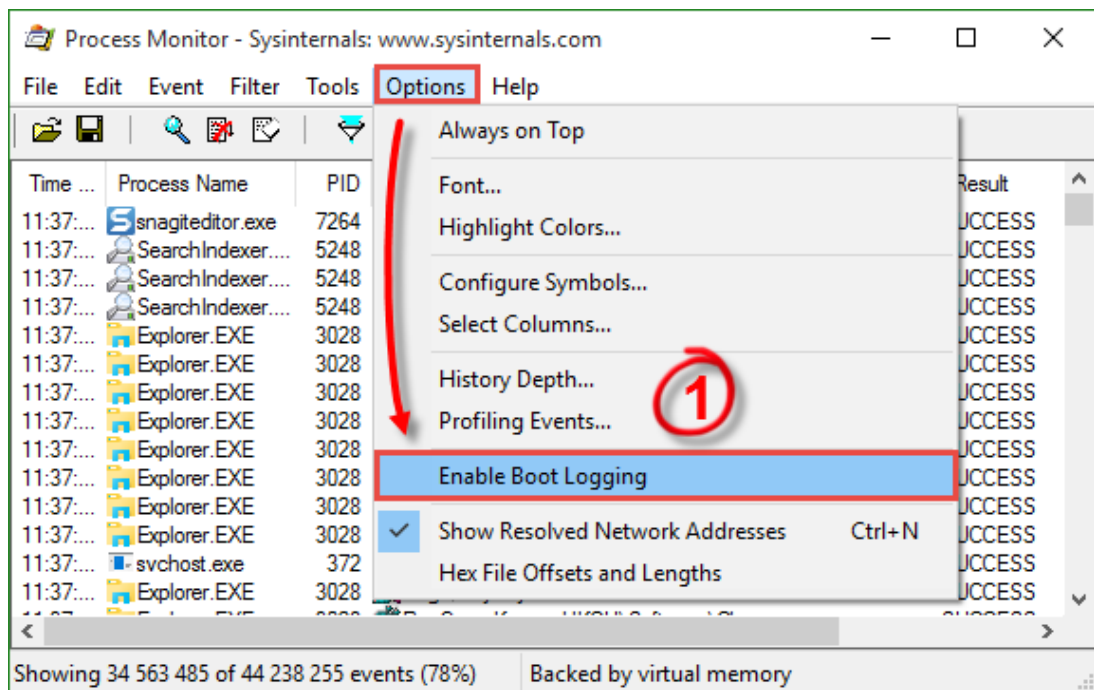 Process Monitor - Sysinternals: www.sysinternals.com
File Edit Event Filter Tools Options Help
Always on Top
Font...
Highlight Colors...
Configure Symbols...
Select Columns...
History Depth...
Profiling Events...
1
Enable Boot Logging
Show Resolved Network Addresses Ctrl+N
Hex File Offsets and Lengths
Time ... Process Name PID Result
11:37:... snagiteditor.exe 7264 UCCESS
11:37:... SearchIndexer.... 5248 UCCESS
11:37:... SearchIndexer.... 5248 UCCESS
11:37:... SearchIndexer.... 5248 UCCESS
11:37:... Explorer.EXE 3028 UCCESS
11:37:... Explorer.EXE 3028 UCCESS
11:37:... Explorer.EXE 3028 UCCESS
11:37:... Explorer.EXE 3028 UCCESS
11:37:... Explorer.EXE 3028 UCCESS
11:37:... Explorer.EXE 3028 UCCESS
11:37:... Explorer.EXE 3028 UCCESS
11:37:... Explorer.EXE 3028 UCCESS
11:37:... svchost.exe 372 UCCESS
11:37:... Explorer.EXE 3028 UCCESS
Showing 34 563 485 of 44 238 255 events (78%) Backed by virtual memory